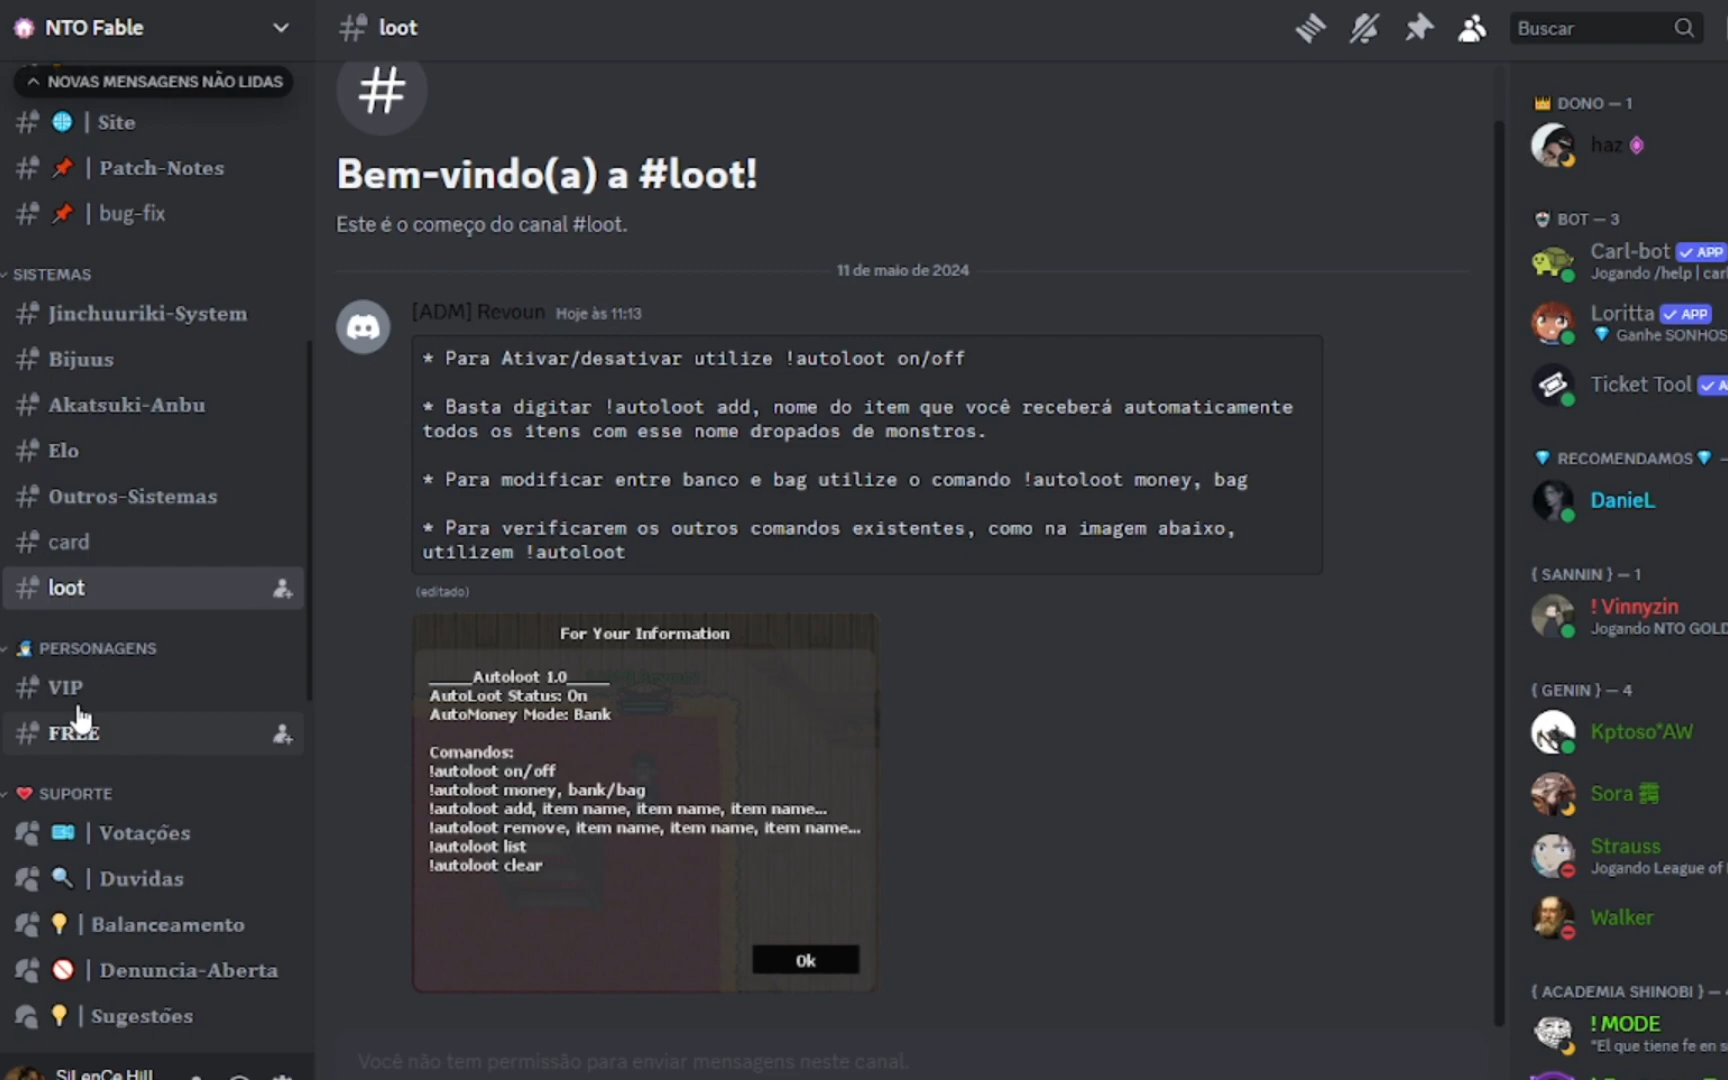 NTO Fable
NOVAS MENSAGENS NÃO LIDAS
| Site
| Patch-Notes
| bug-fix
SISTEMAS
Jinchuuriki-System
Bijuus
Akatsuki-Anbu
Elo
Outros-Sistemas
card
loot
PERSONAGENS
VIP
FREE
SUPORTE
| Votações
| Duvidas
| Balanceamento
| Denuncia-Aberta
| Sugestões
SiLenCe Hill
# loot
Buscar
#
Bem-vindo(a) a #loot!
Este é o começo do canal #loot.
11 de maio de 2024
[ADM] Revoun Hoje às 11:13
* Para Ativar/desativar utilize !autoloot on/off
* Basta digitar !autoloot add, nome do item que você receberá automaticamente
todos os itens com esse nome dropados de monstros.
* Para modificar entre banco e bag utilize o comando !autoloot money, bag
* Para verificarem os outros comandos existentes, como na imagem abaixo,
utilizem !autoloot
(editado)
For Your Information
_____Autoloot 1.0_____
AutoLoot Status: On
AutoMoney Mode: Bank
Comandos:
!autoloot on/off
!autoloot money, bank/bag
!autoloot add, item name, item name, item name...
!autoloot remove, item name, item name, item name...
!autoloot list
!autoloot clear
Ok
Você não tem permissão para enviar mensagens neste canal.
DONO — 1
haz
BOT — 3
Carl-bot ✓ APP
Jogando /help | carl
Loritta ✓ APP
Ganhe SONHOS
Ticket Tool ✓ A
RECOMENDAMOS –
DanieL
{ SANNIN } — 1
! Vinnyzin
Jogando NTO GOLD
{ GENIN } — 4
Kptoso*AW
Sora
Strauss
Jogando League of
Walker
{ ACADEMIA SHINOBI } —
! MODE
"El que tiene fe en s